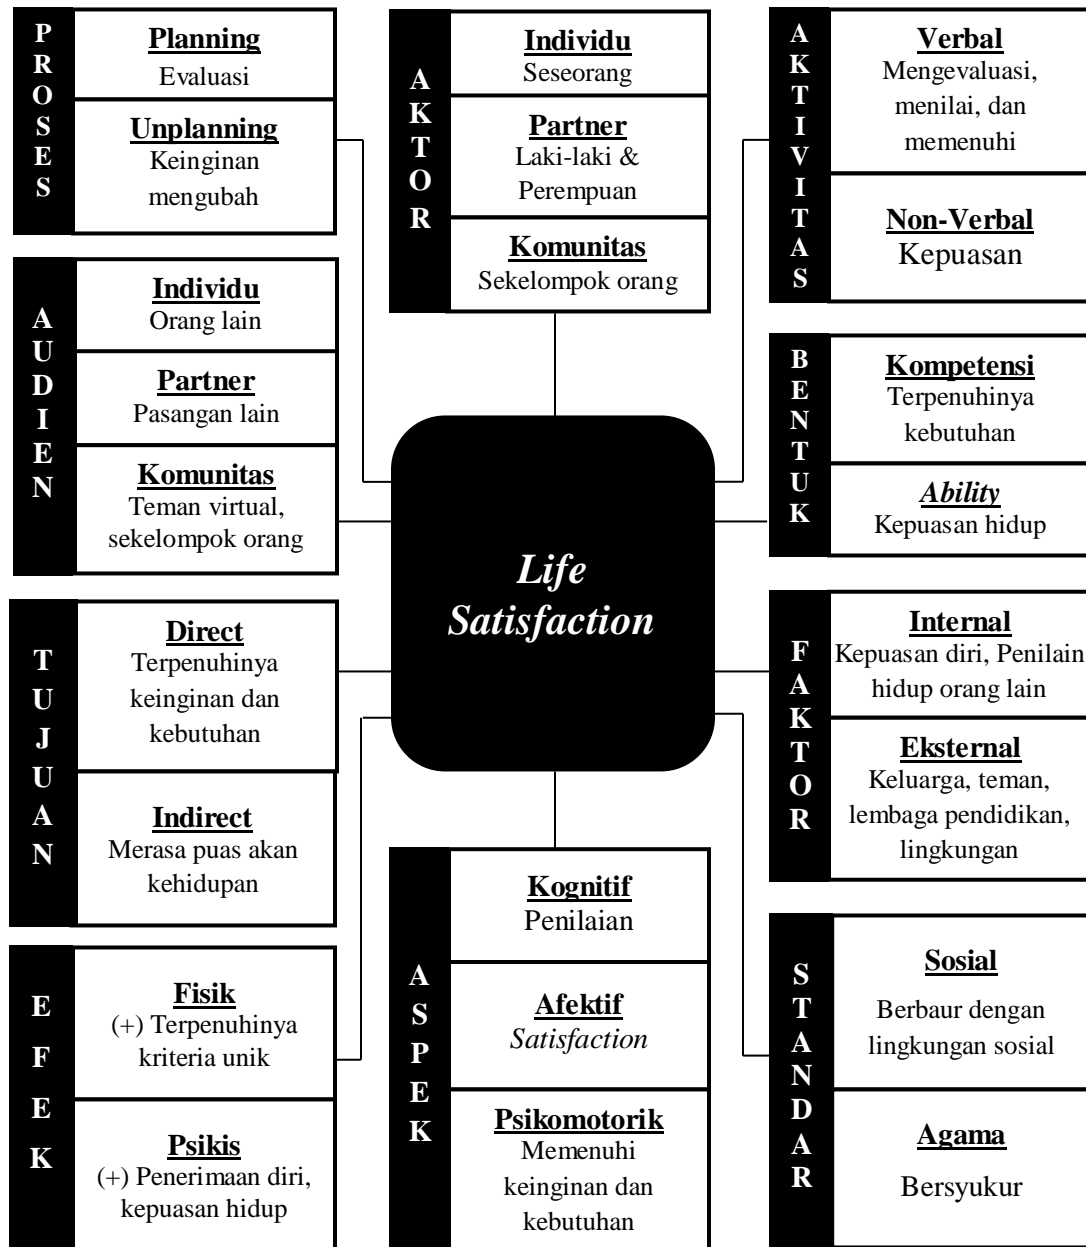 PROSES
Planning
Evaluasi
Unplanning
Keinginan
mengubah
AKTOR
Individu
Seseorang
Partner
Laki-laki &
Perempuan
Komunitas
Sekelompok orang
AKTIVITAS
Verbal
Mengevaluasi,
menilai, dan
memenuhi
Non-Verbal
Kepuasan
AUDIEN
Individu
Orang lain
Partner
Pasangan lain
Komunitas
Teman virtual,
sekelompok orang
BENTUK
Kompetensi
Terpenuhinya
kebutuhan
Ability
Kepuasan hidup
Life
Satisfaction
TUJUAN
Direct
Terpenuhinya
keinginan dan
kebutuhan
Indirect
Merasa puas akan
kehidupan
FAKTOR
Internal
Kepuasan diri, Penilain
hidup orang lain
Eksternal
Keluarga, teman,
lembaga pendidikan,
lingkungan
EFEK
Fisik
(+) Terpenuhinya
kriteria unik
Psikis
(+) Penerimaan diri,
kepuasan hidup
ASPEK
Kognitif
Penilaian
Afektif
Satisfaction
Psikomotorik
Memenuhi
keinginan dan
kebutuhan
STANDAR
Sosial
Berbaur dengan
lingkungan sosial
Agama
Bersyukur